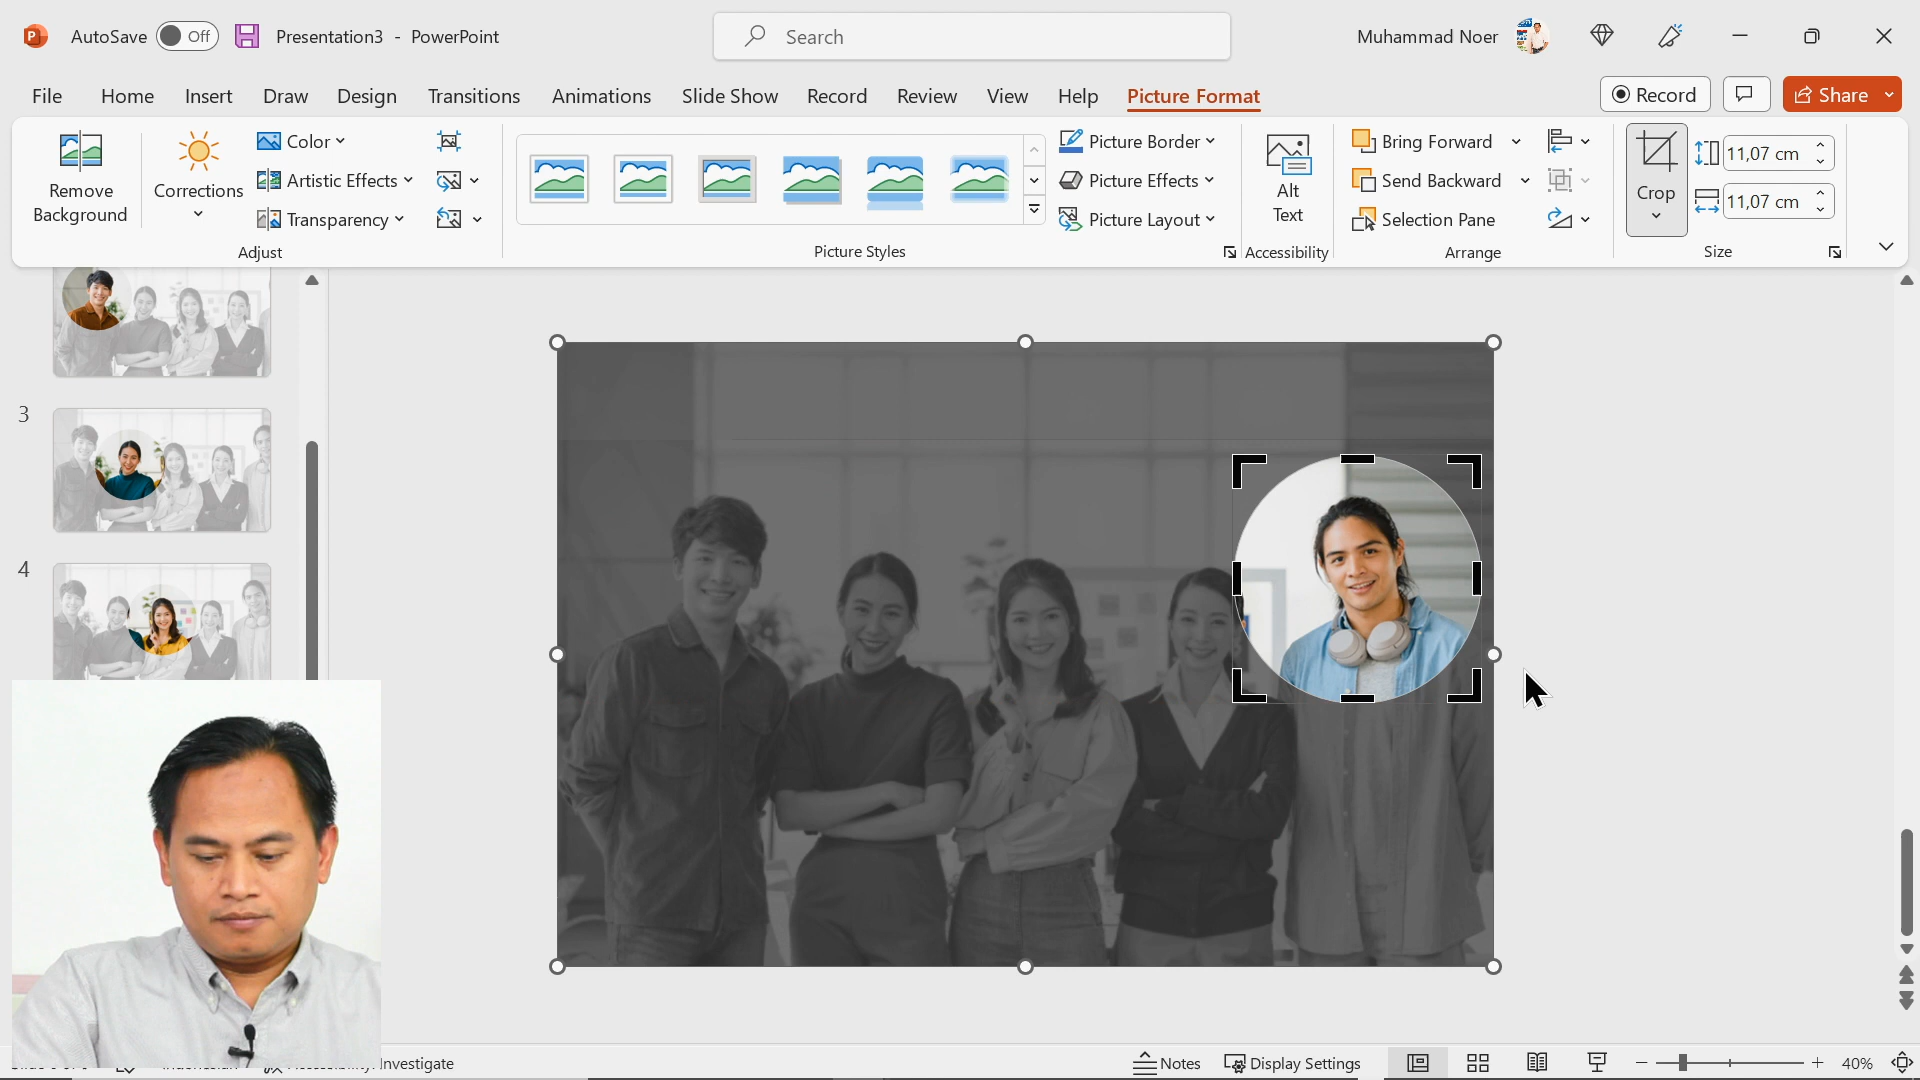 AutoSave Off Presentation3 - PowerPoint Search Muhammad Noer
File Home Insert Draw Design Transitions Animations Slide Show Record Review View Help Picture Format Record Share
Remove Background
Corrections
Color
Artistic Effects
Transparency
Adjust
Picture Styles
Picture Border
Picture Effects
Picture Layout
Alt Text
Accessibility
Bring Forward
Send Backward
Selection Pane
Arrange
Crop
11,07 cm
11,07 cm
Size
3
4
Investigate
Notes Display Settings 40%